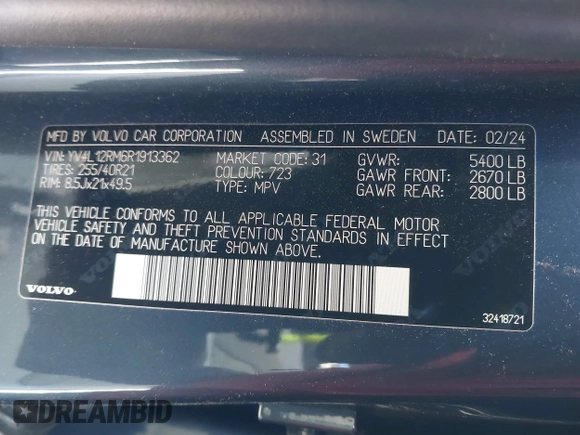 MFD BY VOLVO CAR CORPORATION ASSEMBLED IN SWEDEN DATE: 02/24
VIN: YV4L12RM6R1913362 MARKET CODE: 31 GVWR: 5400 LB
TIRES: 255/40R21 COLOUR: 723 GAWR FRONT: 2670 LB
RIM: 8.5Jx21x49.5 TYPE: MPV GAWR REAR: 2800 LB
THIS VEHICLE CONFORMS TO ALL APPLICABLE FEDERAL MOTOR
VEHICLE SAFETY AND THEFT PREVENTION STANDARDS IN EFFECT
ON THE DATE OF MANUFACTURE SHOWN ABOVE.
VOLVO 32418721
DREAMBID